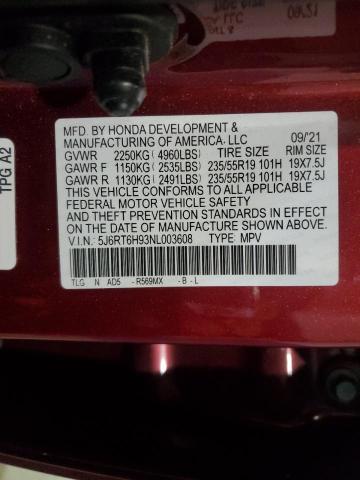 TPG A2
MFD. BY HONDA DEVELOPMENT &
MANUFACTURING OF AMERICA, LLC 09/21
GVWR 2250KG ( 4960LBS) TIRE SIZE RIM SIZE
GAWR F 1150KG ( 2535LBS) 235/55R19 101H 19X7.5J
GAWR R 1130KG ( 2491LBS) 235/55R19 101H 19X7.5J
THIS VEHICLE CONFORMS TO ALL APPLICABLE
FEDERAL MOTOR VEHICLE SAFETY
AND THEFT PREVENTION STANDARDS IN EFFECT
ON THE DATE OF MANUFACTURE SHOWN ABOVE.
V.I.N.: 5J6RT6H93NL003608 TYPE: MPV
TLG N AD5 - R569MX - B - L